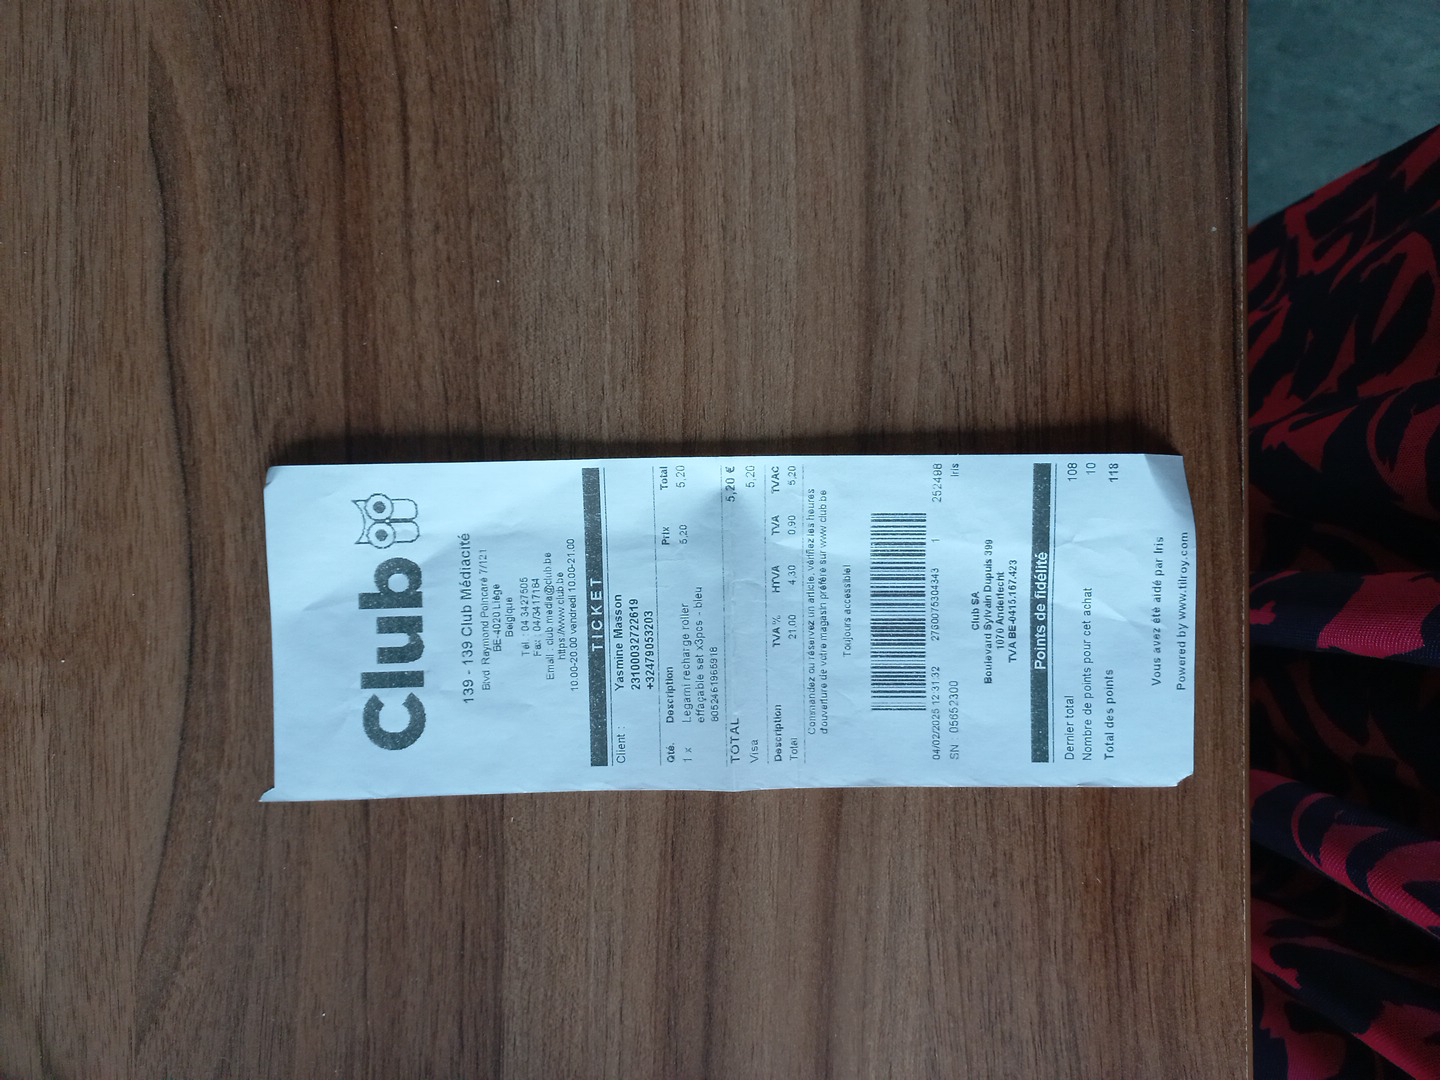 Club
139 - 139 Club Médiacité
Blvd Raymond Poincaré 7/121
BE-4020 Liège
Belgique
Tél. : 04 3427505
Fax : 04/3417184
Email : club.media@club.be
https://www.club.be
10.00-20.00 /vendredi 10.00-21.00
TICKET
Client : Yasmine Masson
2310003272619
+32479053203
Qté. Description Prix Total
1 x Legami recharge roller 5,20 5,20
effaçable set x3pcs - bleu
8052461965918
TOTAL 5,20 €
Visa 5,20
Description TVA % HTVA TVA TVAC
Total 21.00 4,30 0,90 5,20
Commandez ou réservez un article, vérifiez les heures
d'ouverture de votre magasin préféré sur www.club.be
Toujours accessible!
04/02/2025 12:31:32 2760075304343 1 252498
SN : 05652300 Iris
Club SA
Boulevard Sylvain Dupuis 399
1070 Anderlecht
TVA BE-0415.167.423
Points de fidélité
Dernier total 108
Nombre de points pour cet achat 10
Total des points 118
Vous avez été aidé par Iris
Powered by www.tilroy.com